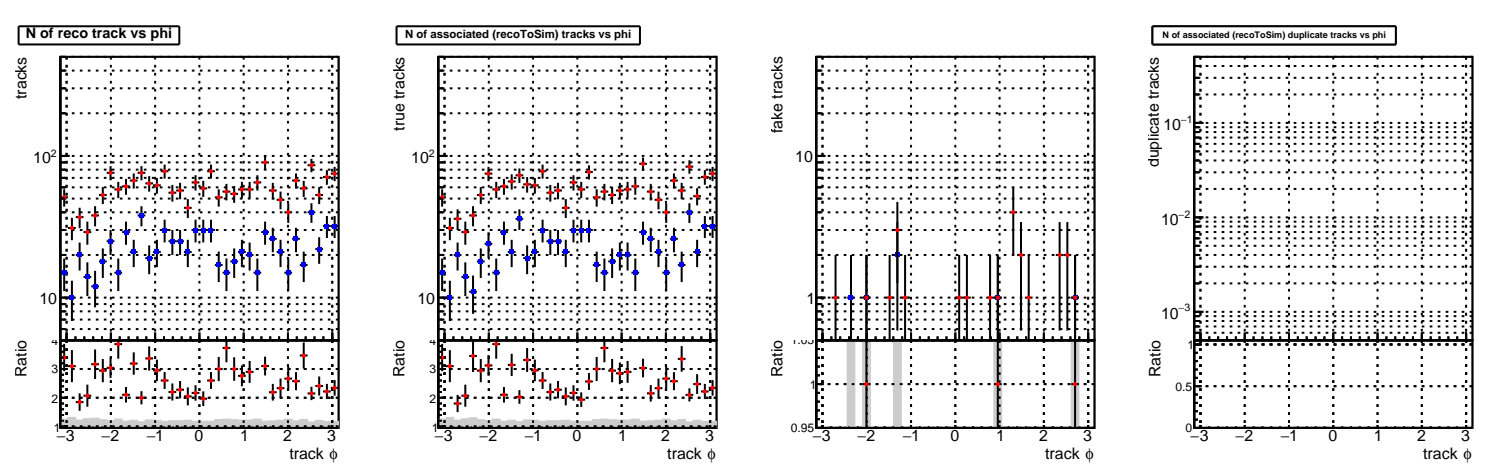 N of reco track vs phi
tracks
10²
10
Ratio
4
3
2
1
−3 −2 −1 0 1 2 3
track ϕ
N of associated (recoToSim) tracks vs phi
true tracks
10²
10
Ratio
4
3
2
1
−3 −2 −1 0 1 2 3
track ϕ
fake tracks
10
1
Ratio
1
0.95
−3 −2 −1 0 1 2 3
track ϕ
N of associated (recoToSim) duplicate tracks vs phi
duplicate tracks
10⁻¹
10⁻²
10⁻³
Ratio
1
0.5
0
−3 −2 −1 0 1 2 3
track ϕ